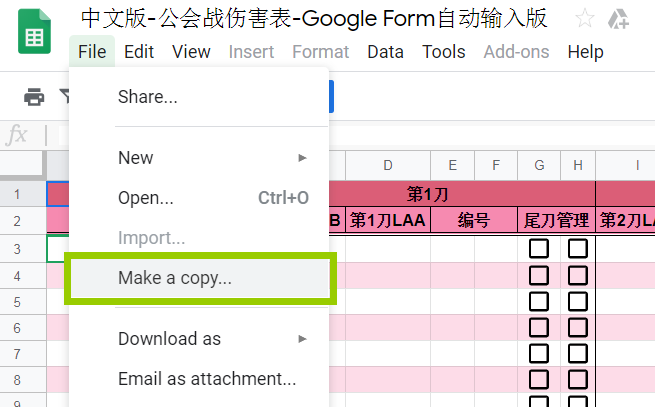 中文版-公会战伤害表-Google Form自动输入版
File Edit View Insert Format Data Tools Add-ons Help
Share...
fx
New ►
D E F G H I
Open... Ctrl+O
1 第1刀
2 B 第1刀LAA 编号 尾刀管理 第2刀L
Import...
3
Make a copy...
4
5
6
Download as ►
7
Email as attachment...
8
9